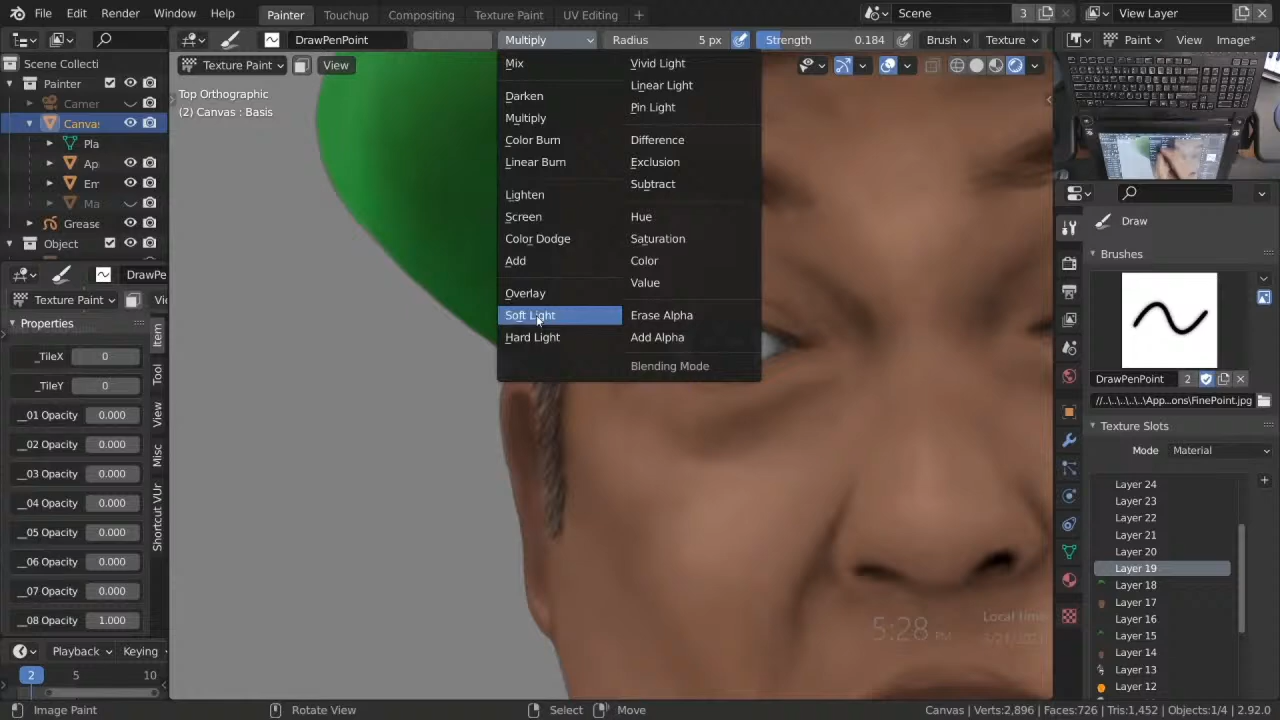 File Edit Render Window Help Painter Touchup Compositing Texture Paint UV Editing + Scene 3 View Layer
DrawPenPoint Multiply Radius 5 px Strength 0.184 Brush Texture Paint View Image*
Scene Collecti
Painter
Camer
Canvas
Pla
Ap
Em
Ma
Grease
Object
DrawPe
Texture Paint
Properties
_TileX 0
_TileY 0
_01 Opacity 0.000
_02 Opacity 0.000
_03 Opacity 0.000
_04 Opacity 0.000
_05 Opacity 0.000
_06 Opacity 0.000
_07 Opacity 0.000
_08 Opacity 1.000
Item
Tool
View
Misc
Shortcut VUr
Playback Keying
2 5 10
Texture Paint View
Top Orthographic
(2) Canvas : Basis
Mix
Darken
Multiply
Color Burn
Linear Burn
Lighten
Screen
Color Dodge
Add
Overlay
Soft Light
Hard Light
Vivid Light
Linear Light
Pin Light
Difference
Exclusion
Subtract
Hue
Saturation
Color
Value
Erase Alpha
Add Alpha
Blending Mode
5:28 PM
Local time
Draw
Brushes
DrawPenPoint 2
//..\..\..\..\App..ons\FinePoint.jpg
Texture Slots
Mode Material
Layer 24
Layer 23
Layer 22
Layer 21
Layer 20
Layer 19
Layer 18
Layer 17
Layer 16
Layer 15
Layer 14
Layer 13
Layer 12
Image Paint Rotate View Select Move Canvas | Verts:2,896 | Faces:726 | Tris:1,452 | Objects:1/4 | 2.92.0